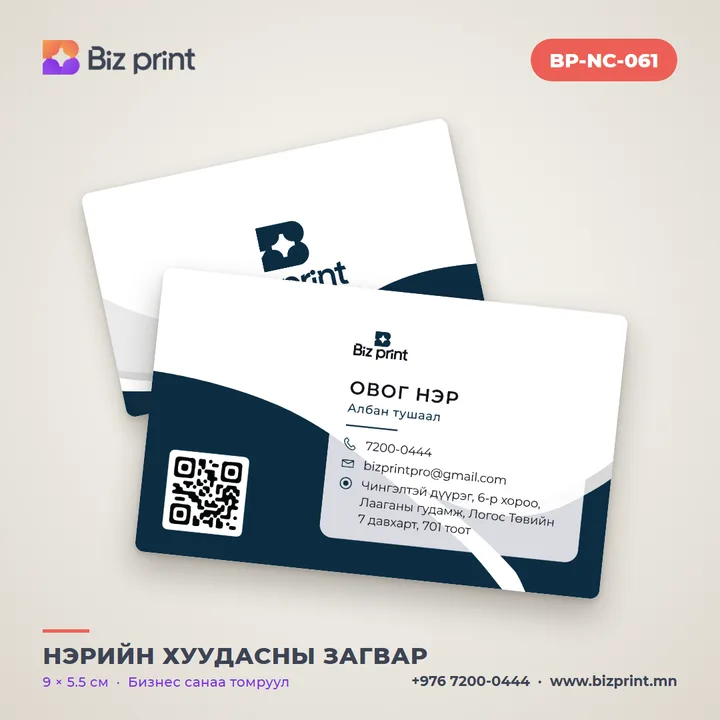 Biz print
BP-NC-061
print
Biz print
ОВОГ НЭР
Албан тушаал
7200-0444
bizprintpro@gmail.com
Чингэлтэй дүүрэг, 6-р хороо,
Лааганы гудамж, Логос Төвийн
7 давхарт, 701 тоот
НЭРИЙН ХУУДАСНЫ ЗАГВАР
9 × 5.5 см · Бизнес санаа томруул
+976 7200-0444 · www.bizprint.mn